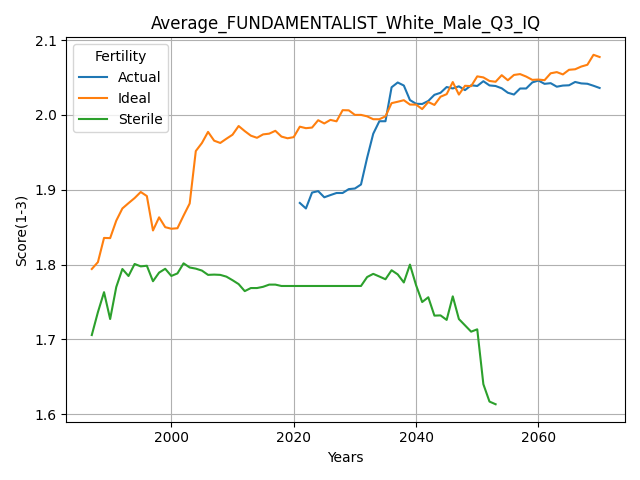 Average_FUNDAMENTALIST_White_Male_Q3_IQ
Fertility
Actual
Ideal
Sterile
Score(1-3)
2.1
2.0
1.9
1.8
1.7
1.6
2000 2020 2040 2060
Years